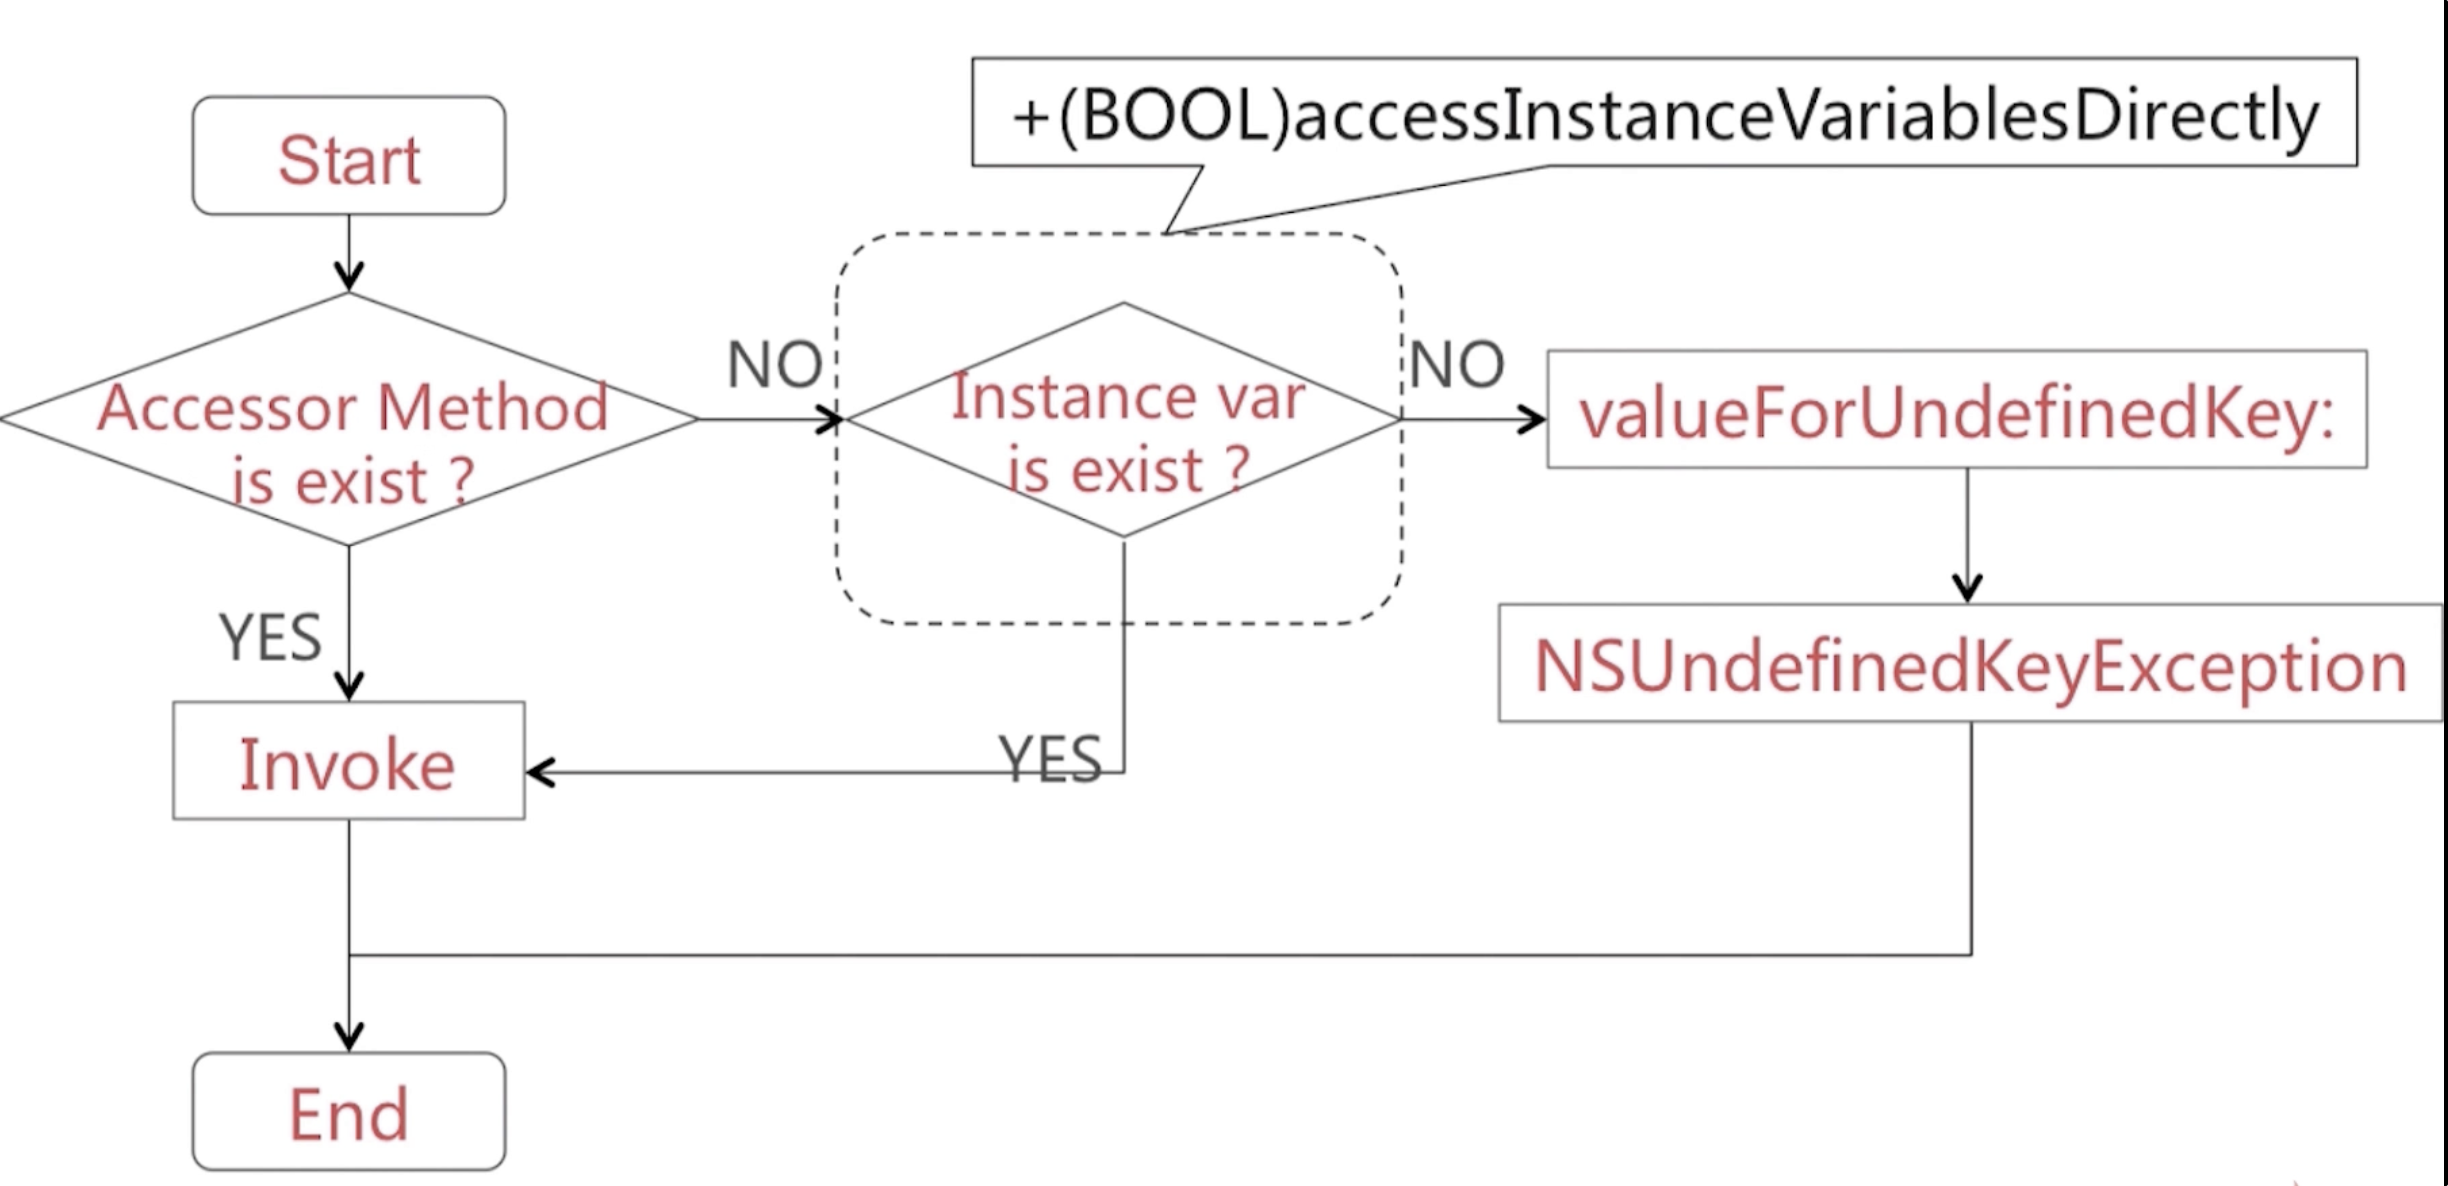 +(BOOL)accessInstanceVariablesDirectly
Start
Accessor Method
is exist ?
NO
Instance var
is exist ?
NO
valueForUndefinedKey:
YES
NSUndefinedKeyException
Invoke
YES
End